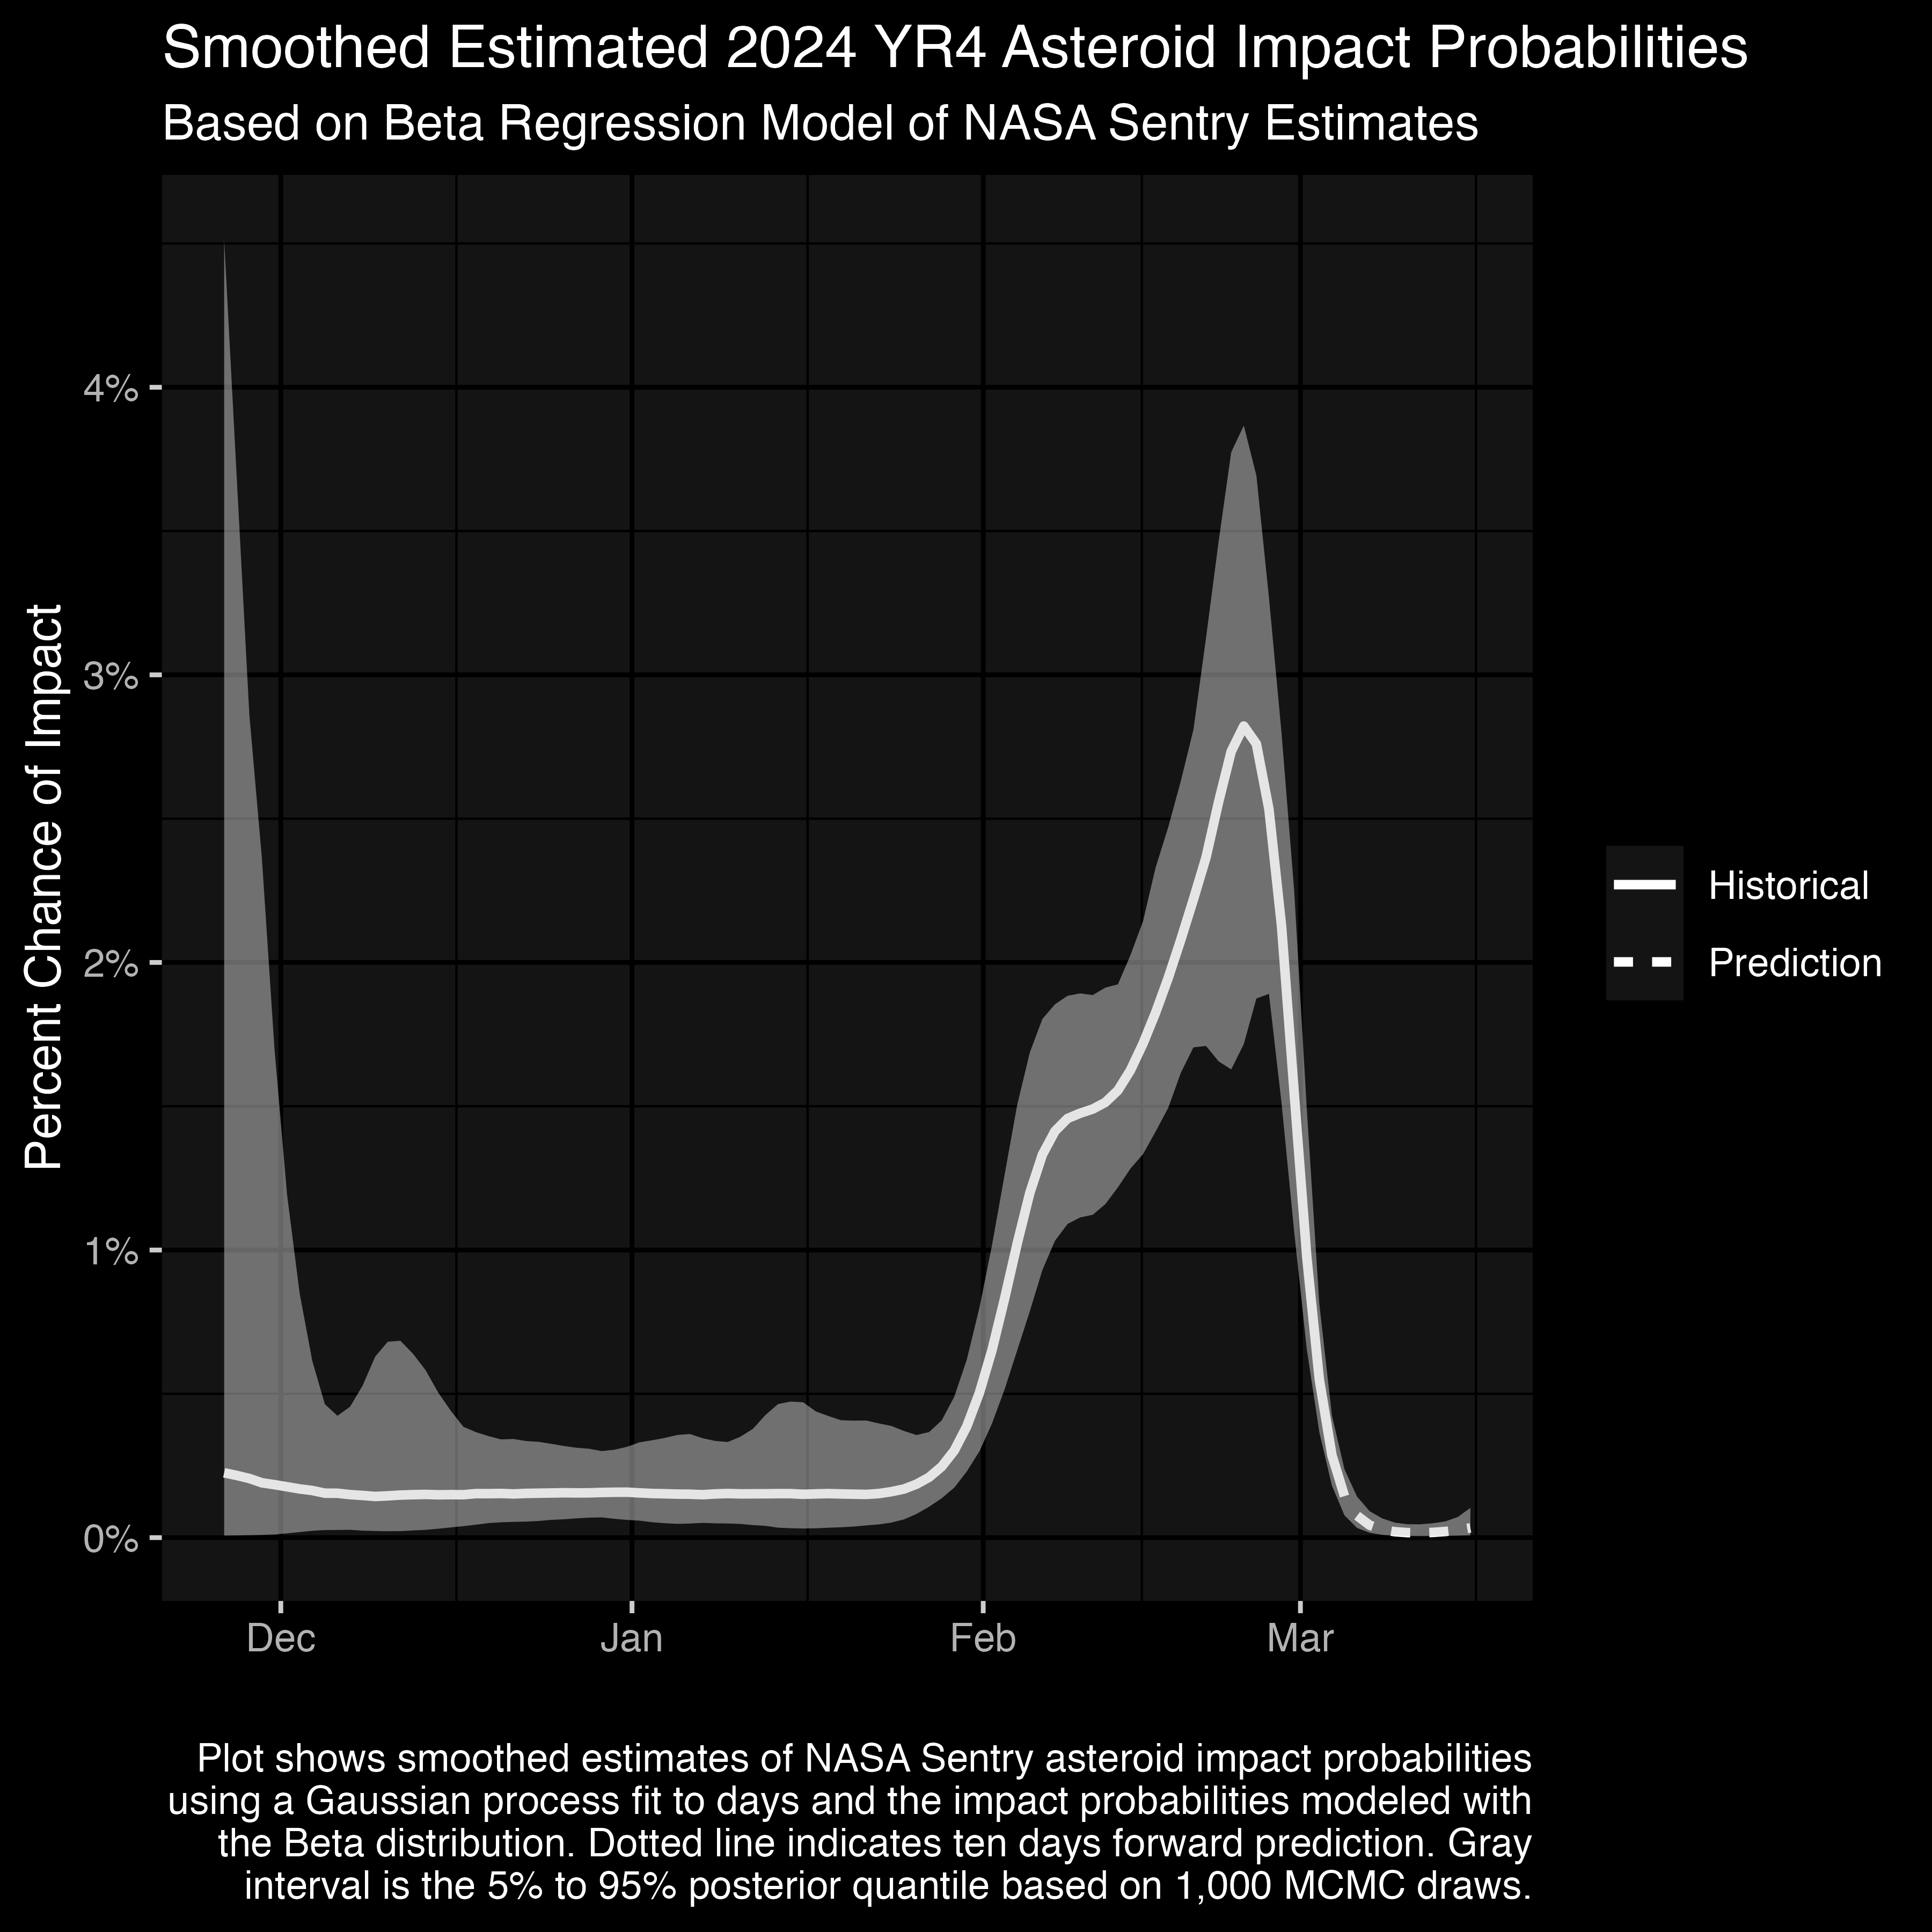 Smoothed Estimated 2024 YR4 Asteroid Impact Probabilities
Based on Beta Regression Model of NASA Sentry Estimates
Percent Chance of Impact
4%
3%
2%
1%
0%
Dec
Jan
Feb
Mar
Historical
Prediction
Plot shows smoothed estimates of NASA Sentry asteroid impact probabilities
using a Gaussian process fit to days and the impact probabilities modeled with
the Beta distribution. Dotted line indicates ten days forward prediction. Gray
interval is the 5% to 95% posterior quantile based on 1,000 MCMC draws.